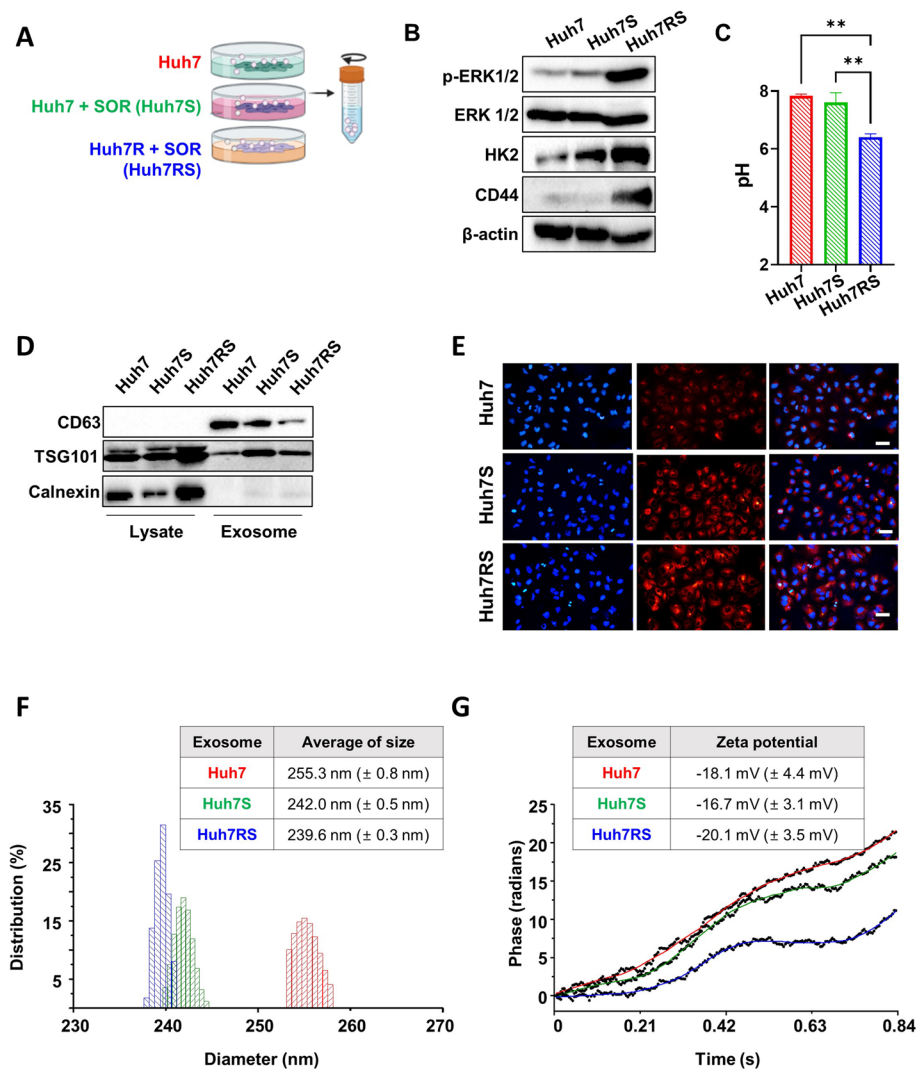 A
Huh7
Huh7 + SOR (Huh7S)
Huh7R + SOR
(Huh7RS)
B
Huh7
Huh7S
Huh7RS
p-ERK1/2
ERK 1/2
HK2
CD44
β-actin
C
**
**
8
6
4
2
pH
Huh7
Huh7S
Huh7RS
D
Huh7
Huh7S
Huh7RS
Huh7
Huh7S
Huh7RS
CD63
TSG101
Calnexin
Lysate
Exosome
E
Huh7
Huh7S
Huh7RS
F
Exosome Average of size
Huh7 255.3 nm (± 0.8 nm)
Huh7S 242.0 nm (± 0.5 nm)
Huh7RS 239.6 nm (± 0.3 nm)
35
25
15
5
Distribution (%)
230 240 250 260 270
Diameter (nm)
G
Exosome Zeta potential
Huh7 -18.1 mV (± 4.4 mV)
Huh7S -16.7 mV (± 3.1 mV)
Huh7RS -20.1 mV (± 3.5 mV)
25
20
15
10
5
0
Phase (radians)
0 0.21 0.42 0.63 0.84
Time (s)